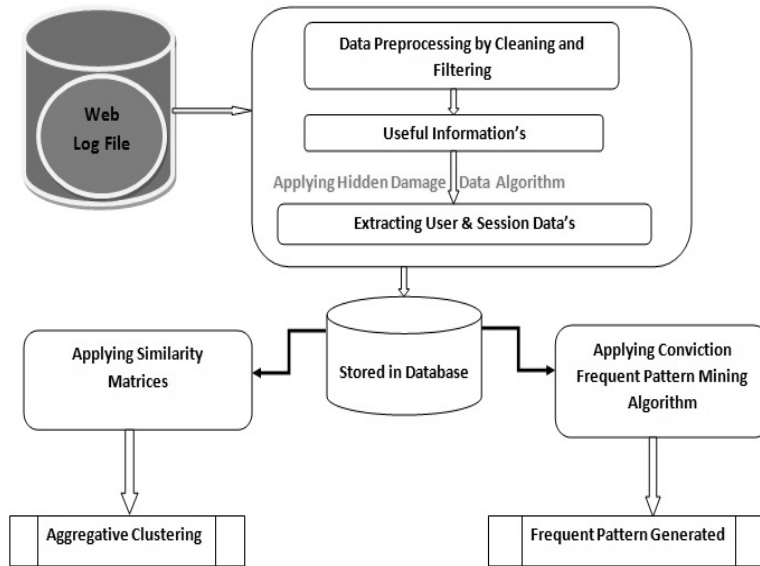 Web
Log File
Data Preprocessing by Cleaning and
Filtering
Useful Information's
Applying Hidden Damage Data Algorithm
Extracting User & Session Data's
Applying Similarity
Matrices
Stored in Database
Applying Conviction
Frequent Pattern Mining
Algorithm
Aggregative Clustering
Frequent Pattern Generated